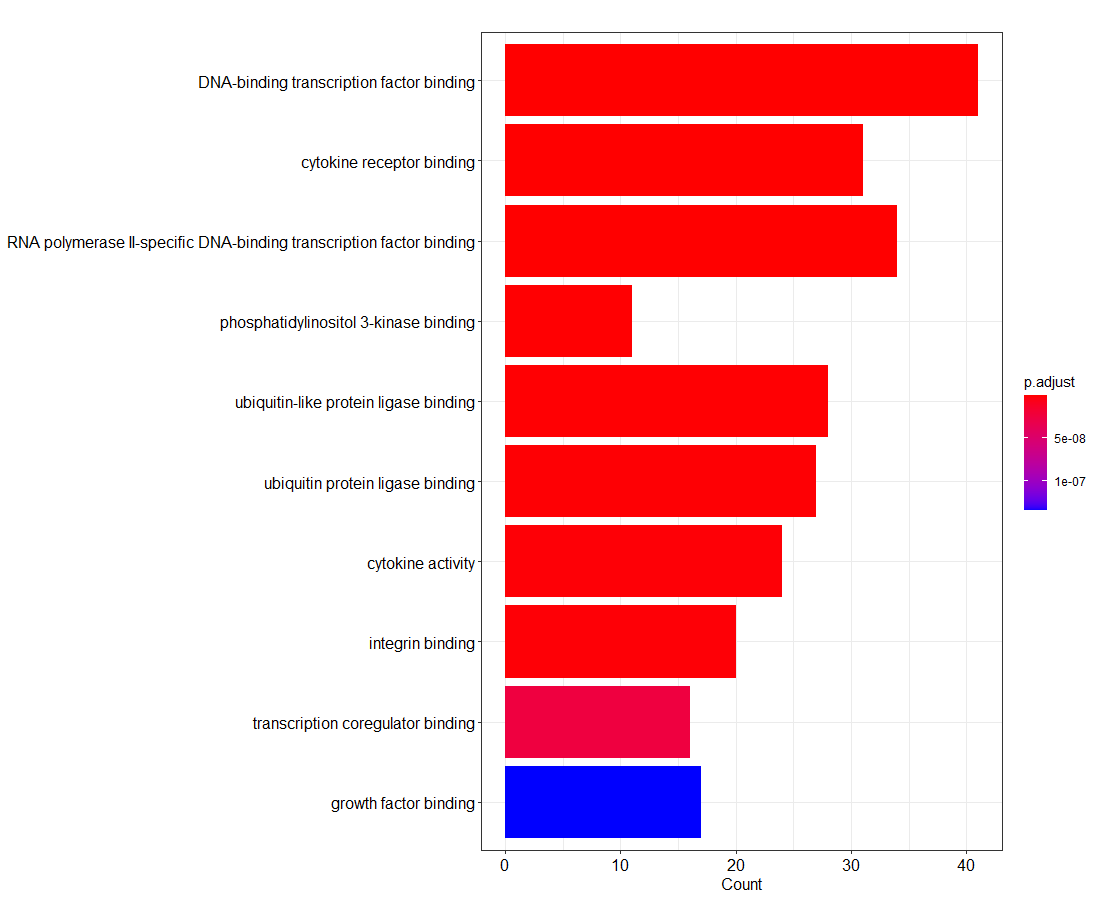 DNA-binding transcription factor binding
cytokine receptor binding
RNA polymerase II-specific DNA-binding transcription factor binding
phosphatidylinositol 3-kinase binding
ubiquitin-like protein ligase binding
ubiquitin protein ligase binding
cytokine activity
integrin binding
transcription coregulator binding
growth factor binding
0 10 20 30 40
Count
p.adjust
5e-08
1e-07